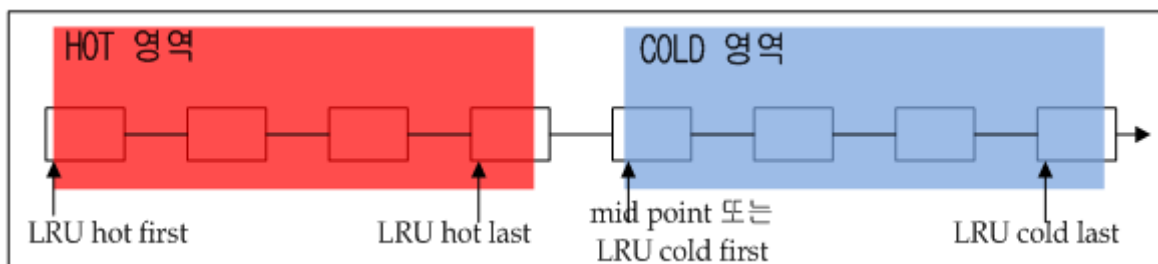 HOT 영역
COLD 영역
LRU hot first
LRU hot last
mid point 또는
LRU cold first
LRU cold last